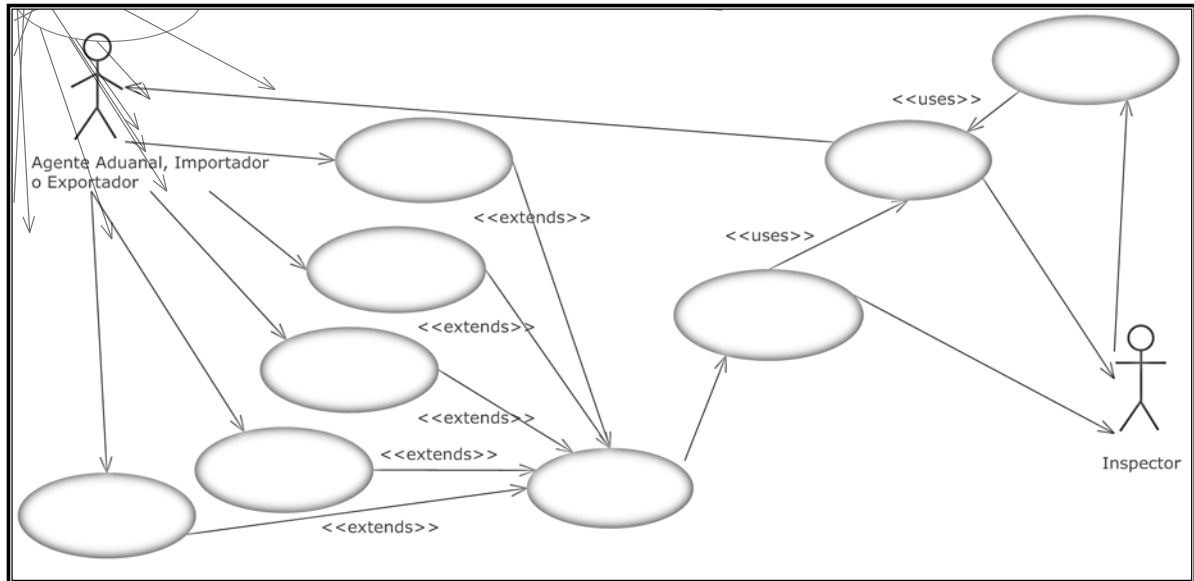 <<uses>>
Agente Aduanal, Importador
o Exportador
<<extends>>
<<uses>>
<<extends>>
<<extends>>
<<extends>>
Inspector
<<extends>>